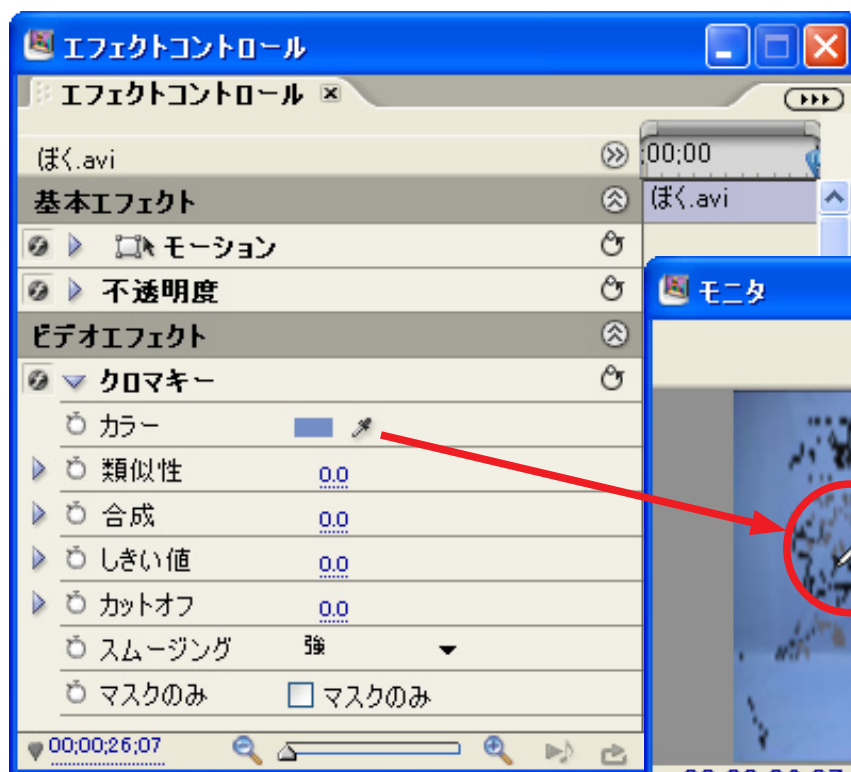 エフェクトコントロール
エフェクトコントロール
ぼく.avi
;00;00
基本エフェクト
ぼく.avi
モーション
不透明度
モニタ
ビデオエフェクト
クロマキー
カラー
類似性 0.0
合成 0.0
しきい値 0.0
カットオフ 0.0
スムージング 強
マスクのみ マスクのみ
00;00;26;07